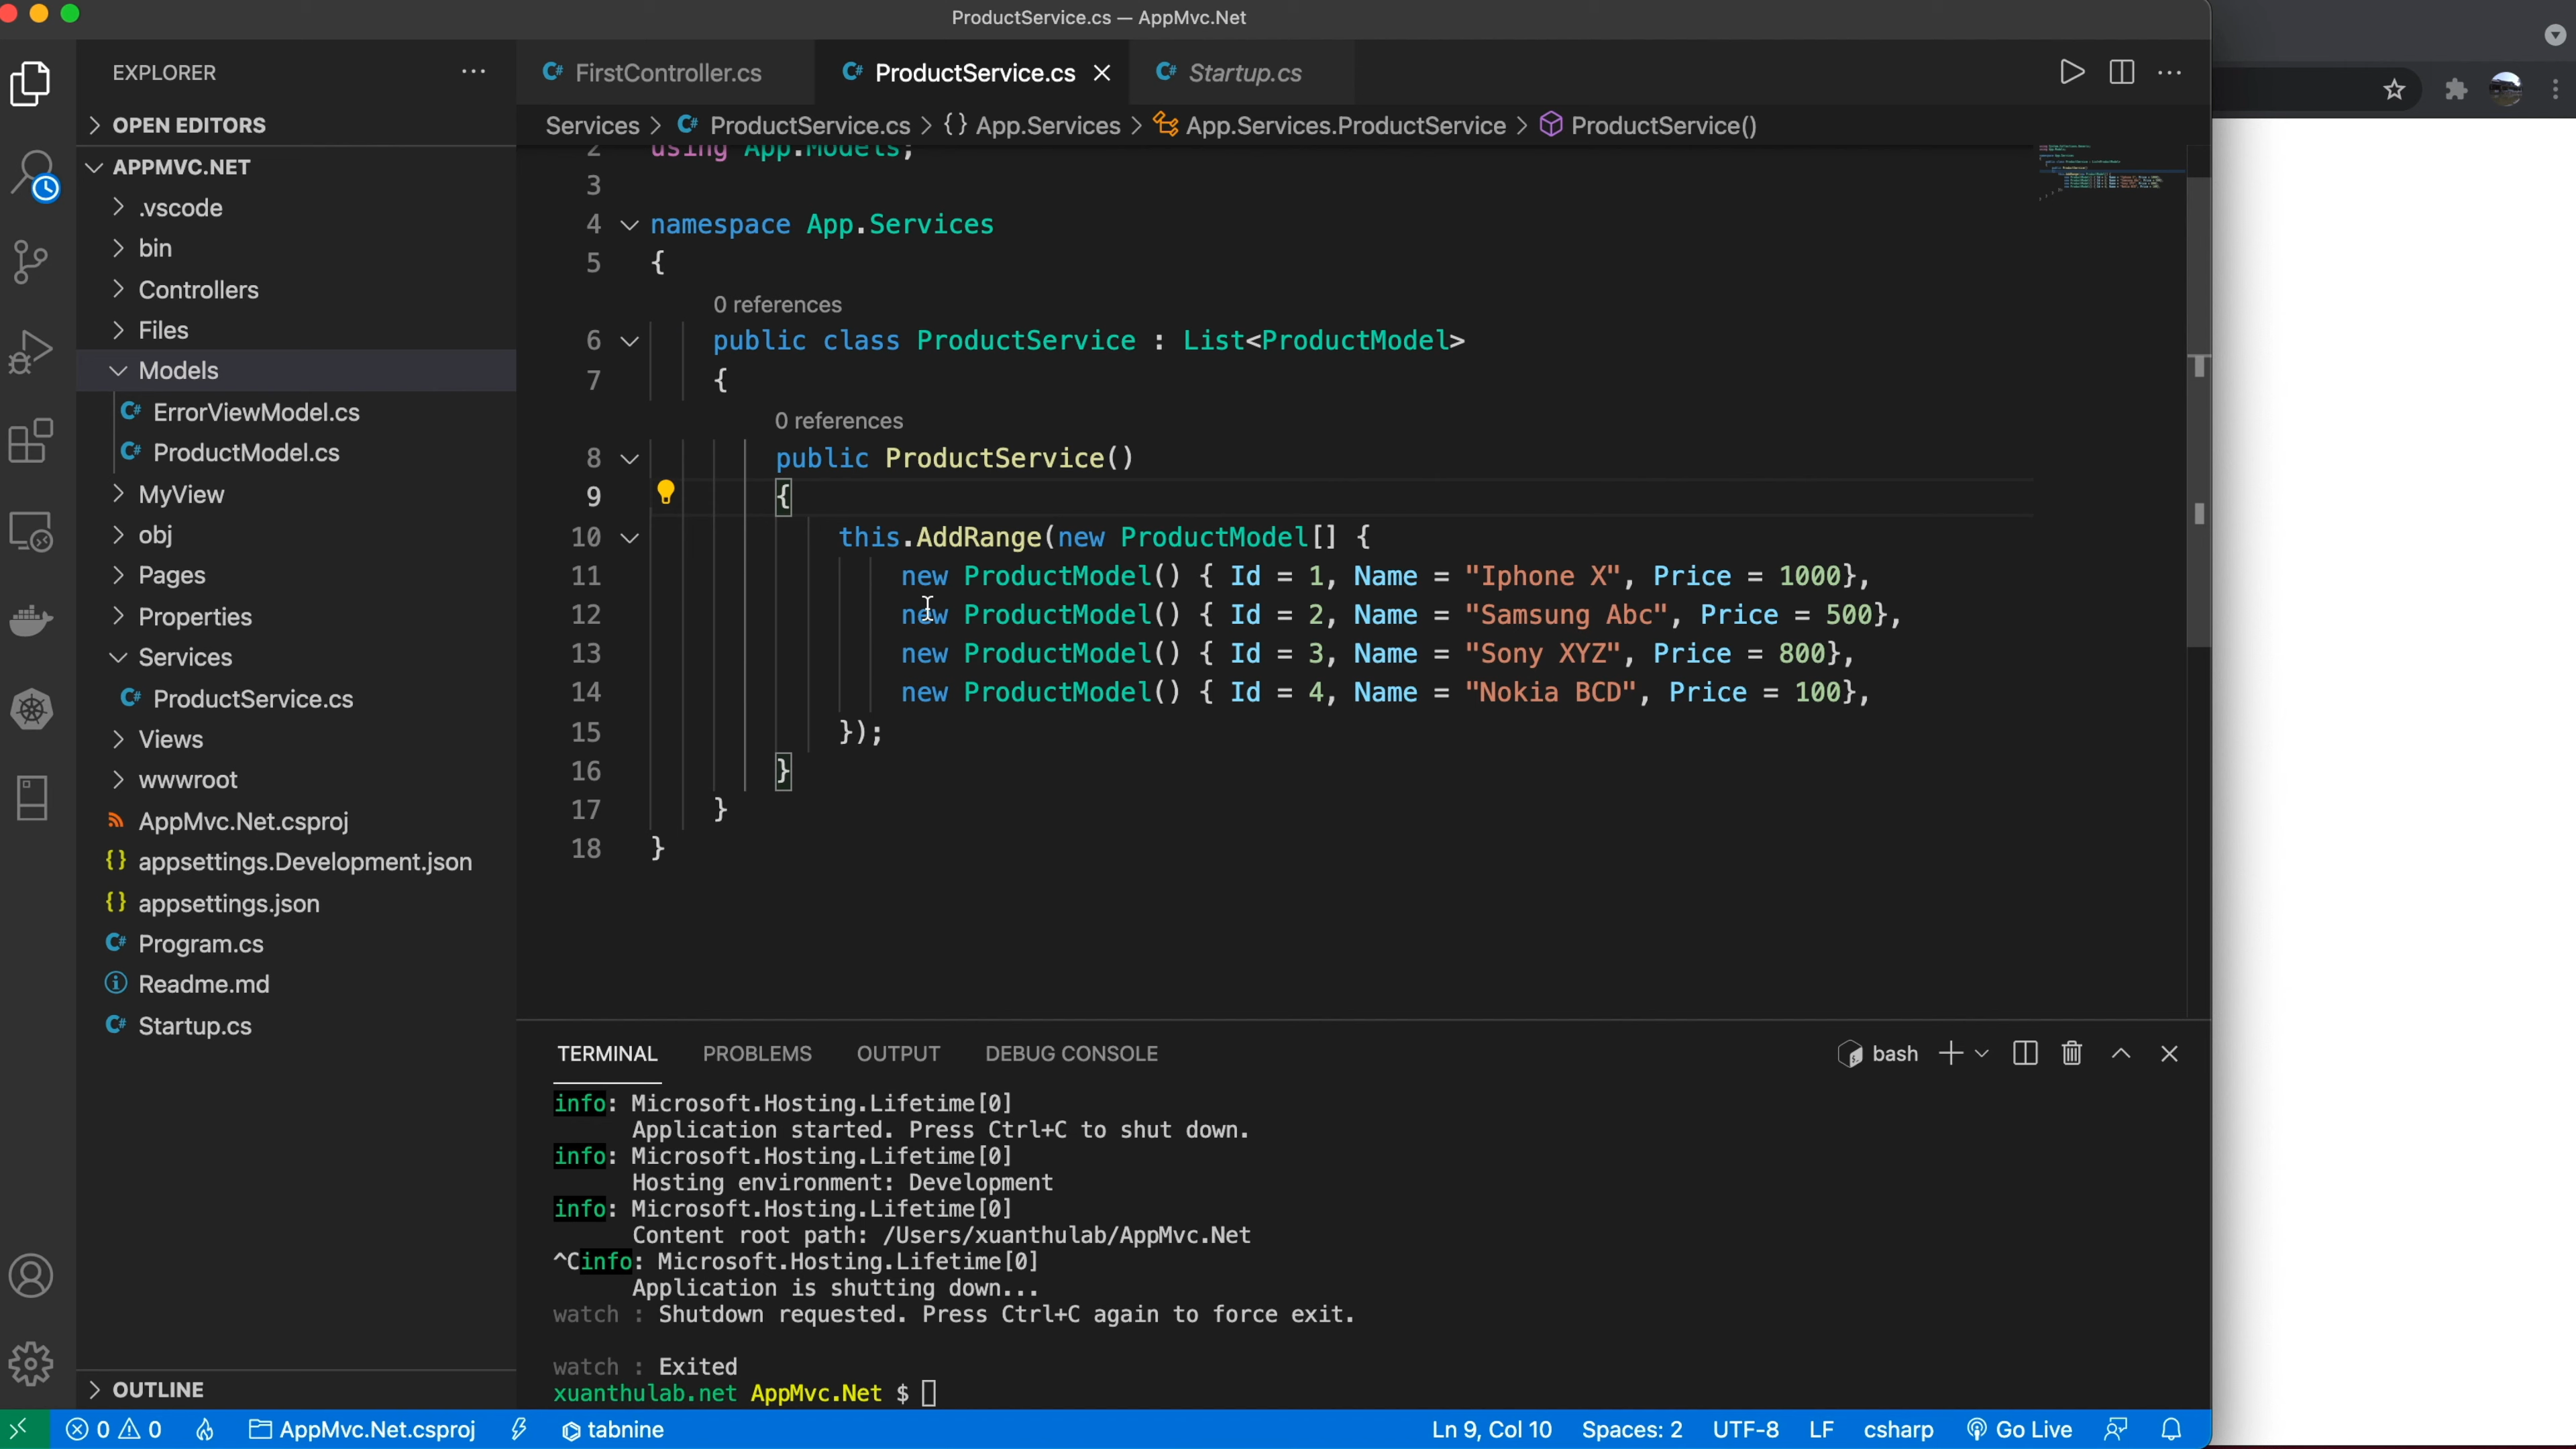 ProductService.cs — AppMvc.Net
EXPLORER
OPEN EDITORS
APPMVC.NET
.vscode
bin
Controllers
Files
Models
ErrorViewModel.cs
ProductModel.cs
MyView
obj
Pages
Properties
Services
ProductService.cs
Views
wwwroot
AppMvc.Net.csproj
appsettings.Development.json
appsettings.json
Program.cs
Readme.md
Startup.cs
OUTLINE
FirstController.cs
ProductService.cs
Startup.cs
Services > ProductService.cs > {} App.Services > App.Services.ProductService > ProductService()
2 using App.Models;
3
4 namespace App.Services
5 {
0 references
6 public class ProductService : List<ProductModel>
7 {
0 references
8 public ProductService()
9 {
10 this.AddRange(new ProductModel[] {
11 new ProductModel() { Id = 1, Name = "Iphone X", Price = 1000},
12 new ProductModel() { Id = 2, Name = "Samsung Abc", Price = 500},
13 new ProductModel() { Id = 3, Name = "Sony XYZ", Price = 800},
14 new ProductModel() { Id = 4, Name = "Nokia BCD", Price = 100},
15 });
16 }
17 }
18 }
TERMINAL PROBLEMS OUTPUT DEBUG CONSOLE
bash
info: Microsoft.Hosting.Lifetime[0]
Application started. Press Ctrl+C to shut down.
info: Microsoft.Hosting.Lifetime[0]
Hosting environment: Development
info: Microsoft.Hosting.Lifetime[0]
Content root path: /Users/xuanthulab/AppMvc.Net
^Cinfo: Microsoft.Hosting.Lifetime[0]
Application is shutting down...
watch : Shutdown requested. Press Ctrl+C again to force exit.
watch : Exited
xuanthulab.net AppMvc.Net $
0 0 AppMvc.Net.csproj tabnine Ln 9, Col 10 Spaces: 2 UTF-8 LF csharp Go Live